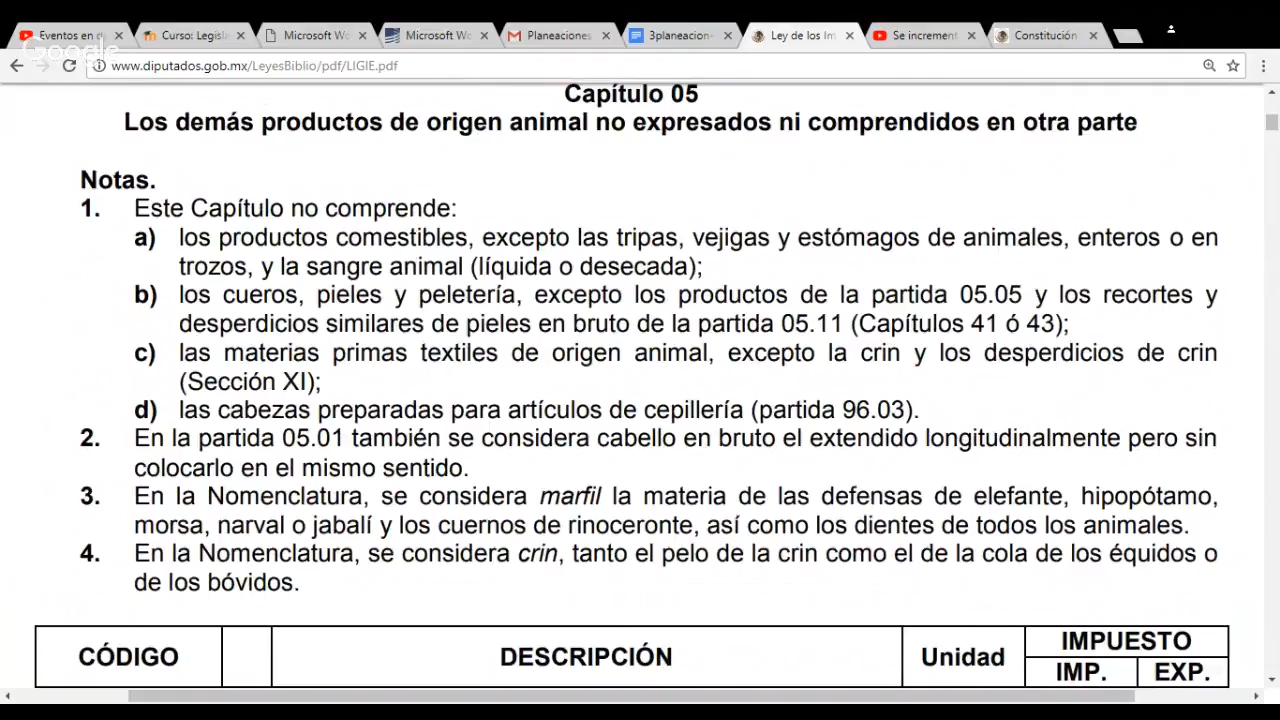 Eventos en d
Curso: Legisla
Microsoft Wo
Microsoft Wo
Planeaciones
3planeacion-
Ley de los Im
Se increment
Constitución
Google
www.diputados.gob.mx/LeyesBiblio/pdf/LIGIE.pdf
Capítulo 05
Los demás productos de origen animal no expresados ni comprendidos en otra parte
Notas.
1. Este Capítulo no comprende:
a) los productos comestibles, excepto las tripas, vejigas y estómagos de animales, enteros o en
trozos, y la sangre animal (líquida o desecada);
b) los cueros, pieles y peletería, excepto los productos de la partida 05.05 y los recortes y
desperdicios similares de pieles en bruto de la partida 05.11 (Capítulos 41 ó 43);
c) las materias primas textiles de origen animal, excepto la crin y los desperdicios de crin
(Sección XI);
d) las cabezas preparadas para artículos de cepillería (partida 96.03).
2. En la partida 05.01 también se considera cabello en bruto el extendido longitudinalmente pero sin
colocarlo en el mismo sentido.
3. En la Nomenclatura, se considera marfil la materia de las defensas de elefante, hipopótamo,
morsa, narval o jabalí y los cuernos de rinoceronte, así como los dientes de todos los animales.
4. En la Nomenclatura, se considera crin, tanto el pelo de la crin como el de la cola de los équidos o
de los bóvidos.
CÓDIGO DESCRIPCIÓN Unidad IMPUESTO
IMP. EXP.